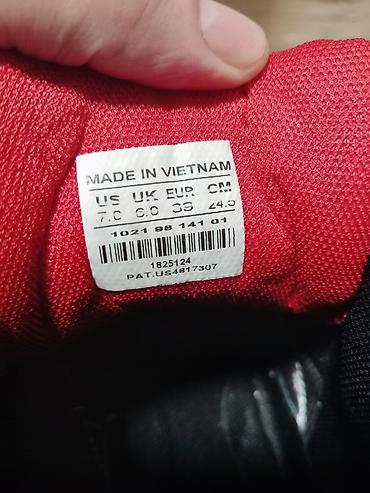 MADE IN VIETNAM
US UK EUR CM
7.0 6.0 39 24.5
1021 98 141 01
1825124
PAT.US4817307